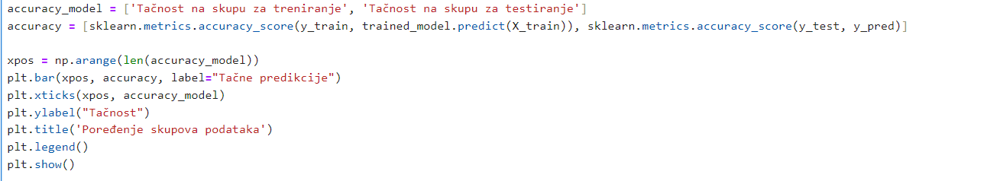 accuracy_model = ['Tačnost na skupu za treniranje', 'Tačnost na skupu za testiranje']
accuracy = [sklearn.metrics.accuracy_score(y_train, trained_model.predict(X_train)), sklearn.metrics.accuracy_score(y_test, y_pred)]
xpos = np.arange(len(accuracy_model))
plt.bar(xpos, accuracy, label="Tačne predikcije")
plt.xticks(xpos, accuracy_model)
plt.ylabel("Tačnost")
plt.title('Poređenje skupova podataka')
plt.legend()
plt.show()